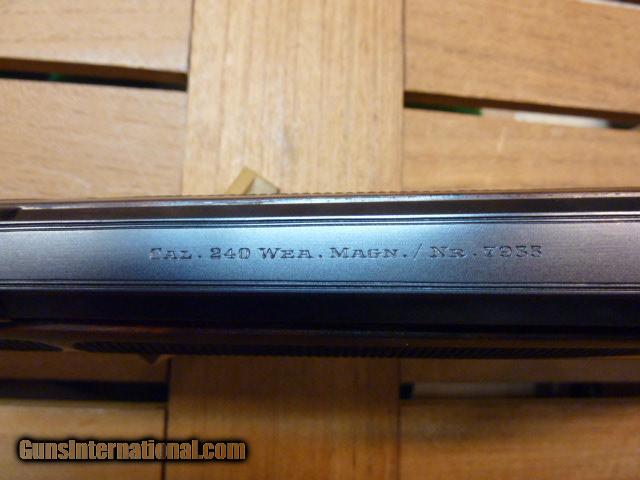 Cal. 240 Wea. Magn. / Nr. 7933
GunsInternational.com